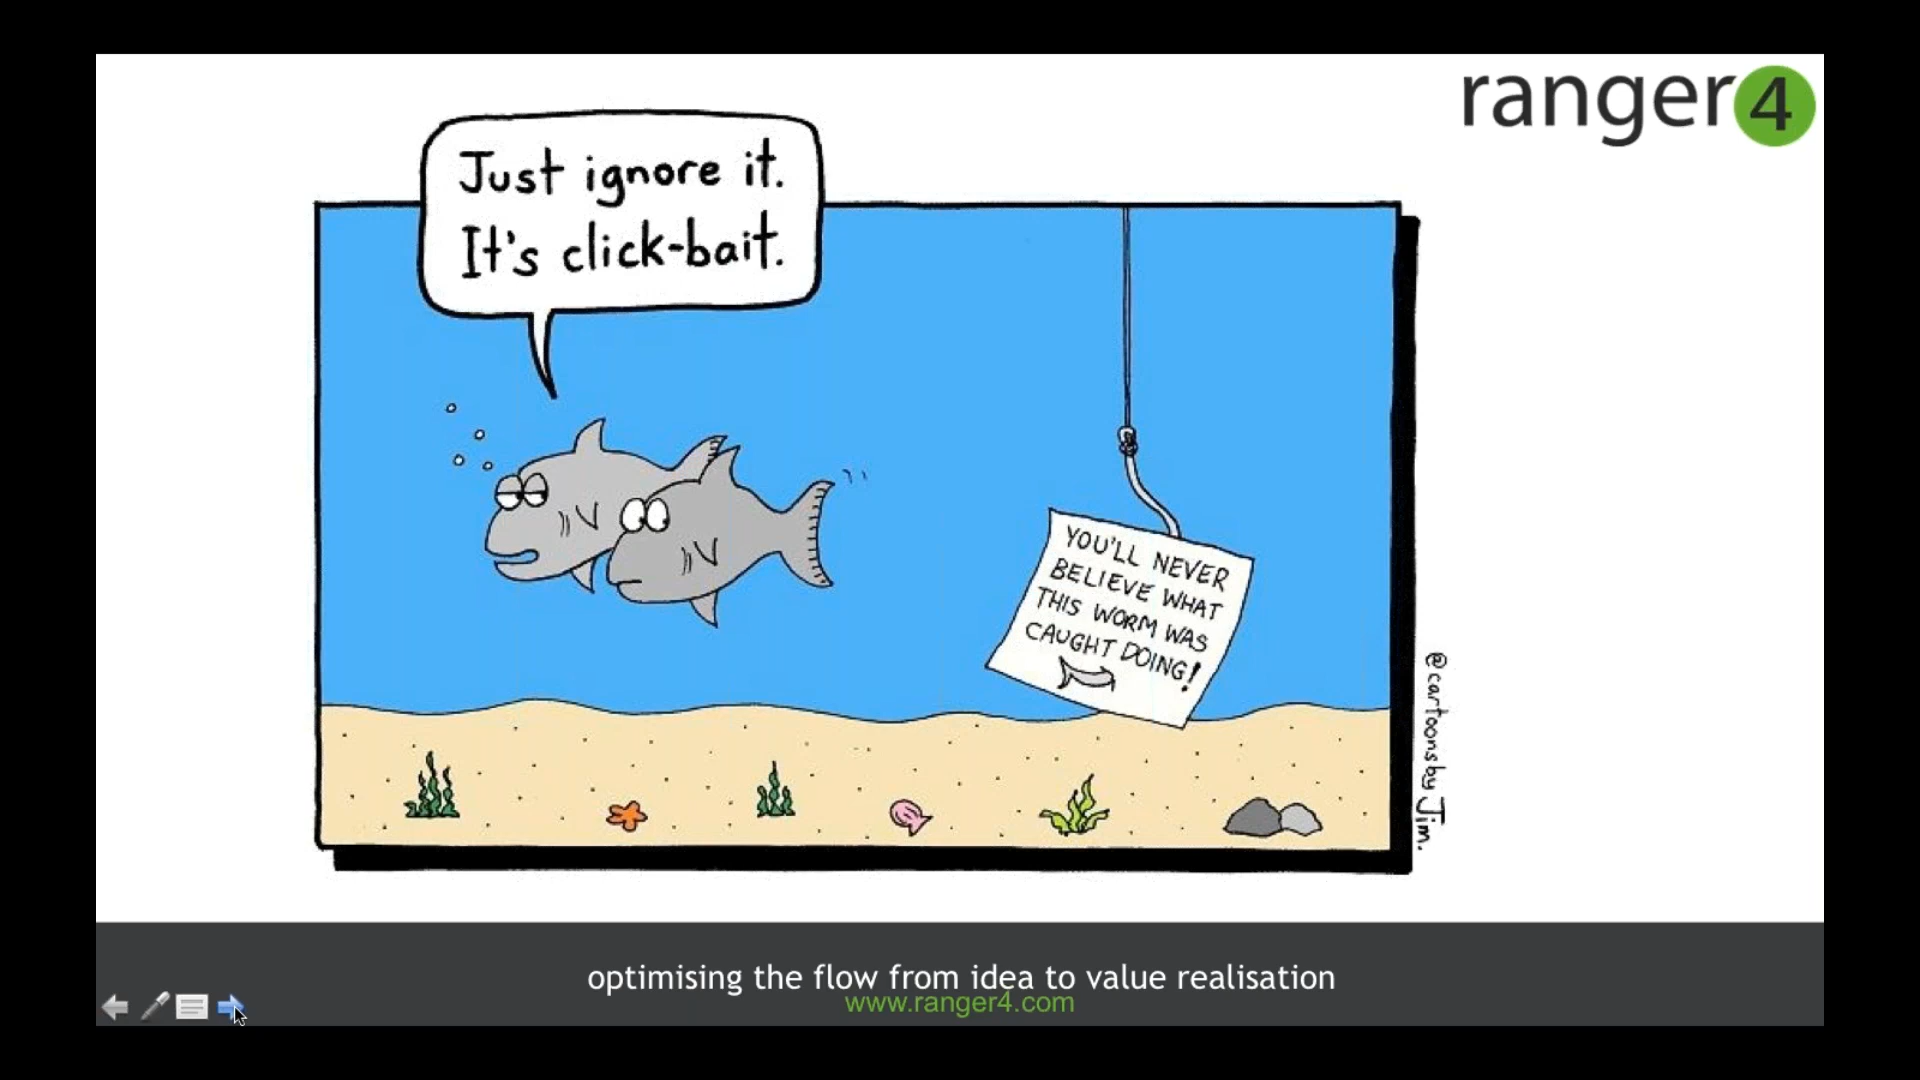 ranger4
Just ignore it.
It's click-bait.
YOU'LL NEVER
BELIEVE WHAT
THIS WORM WAS
CAUGHT DOING!
@cartoonsbyJim.
optimising the flow from idea to value realisation
www.ranger4.com